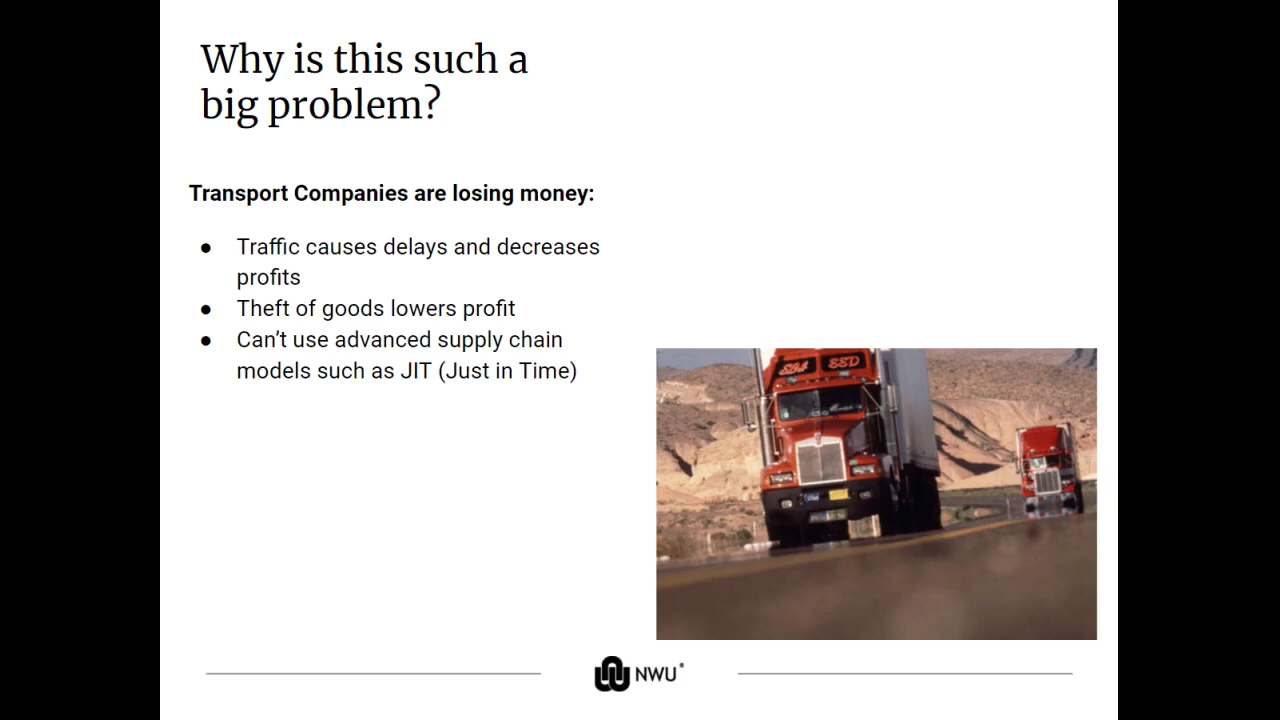 Why is this such a
big problem?
Transport Companies are losing money:
● Traffic causes delays and decreases
profits
● Theft of goods lowers profit
● Can’t use advanced supply chain
models such as JIT (Just in Time)
NWU®